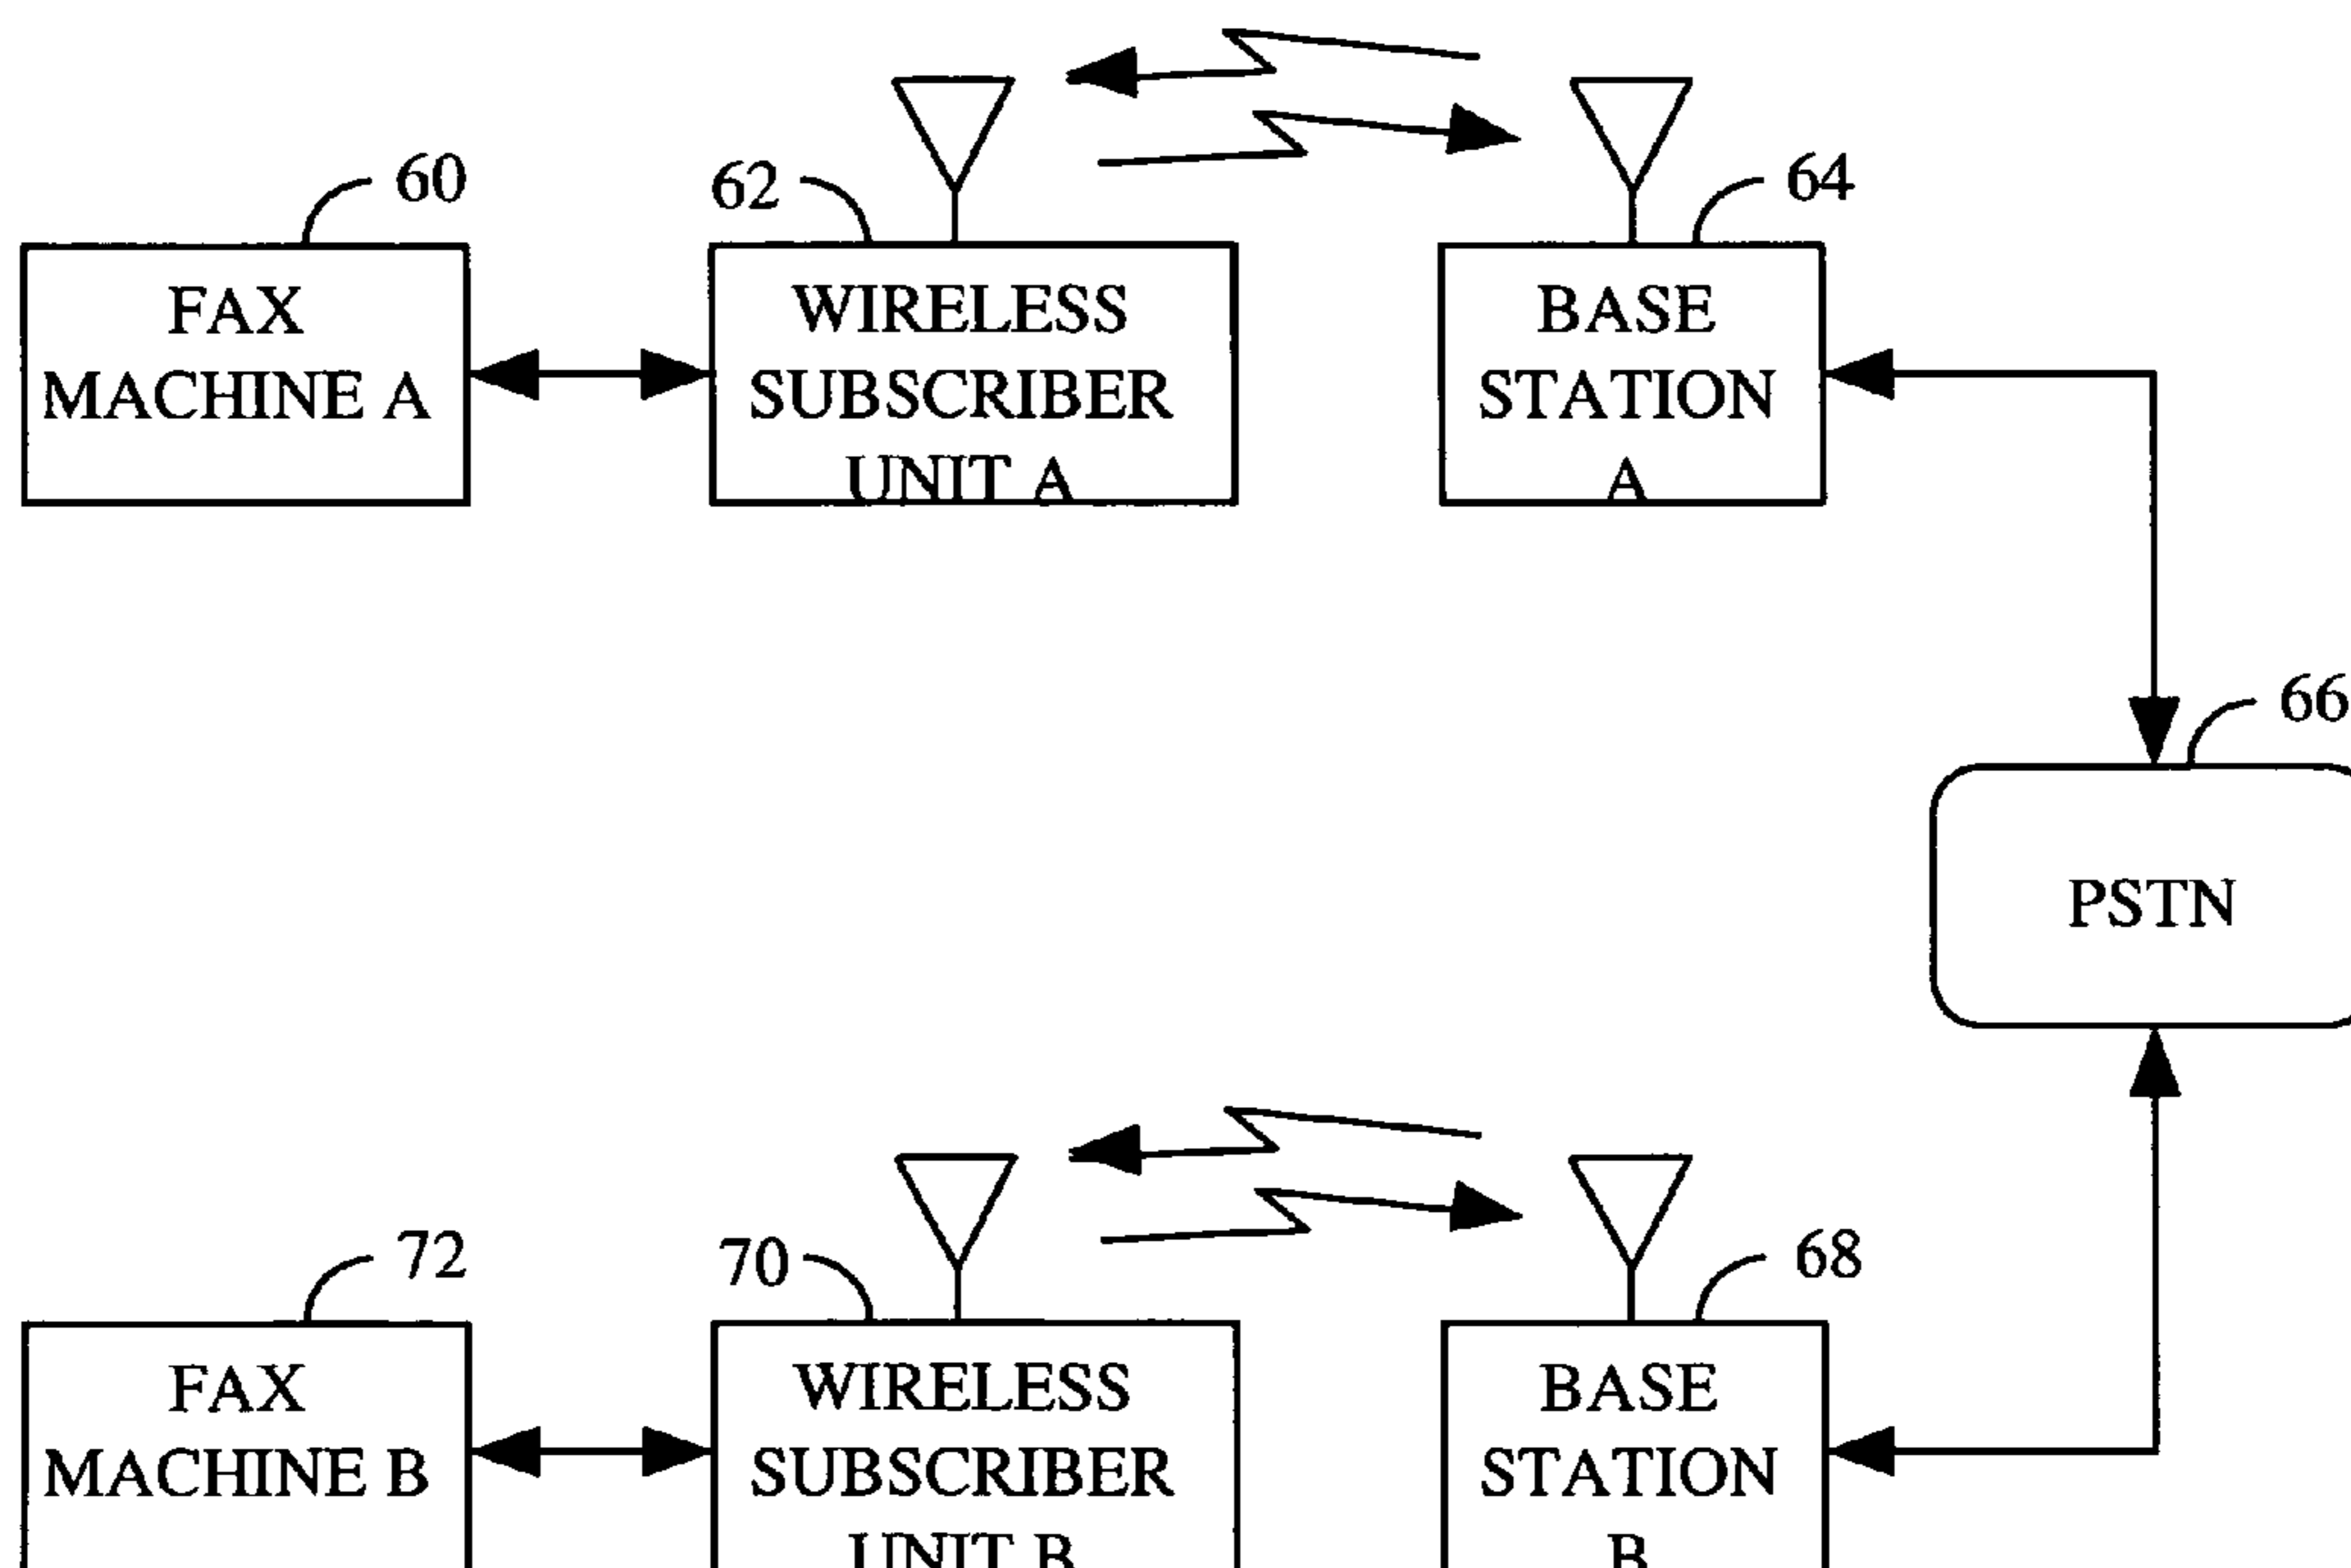 60
62
64
FAX
MACHINE A
WIRELESS
SUBSCRIBER
UNIT A
BASE
STATION
A
66
PSTN
72
70
68
FAX
MACHINE B
WIRELESS
SUBSCRIBER
UNIT B
BASE
STATION
B